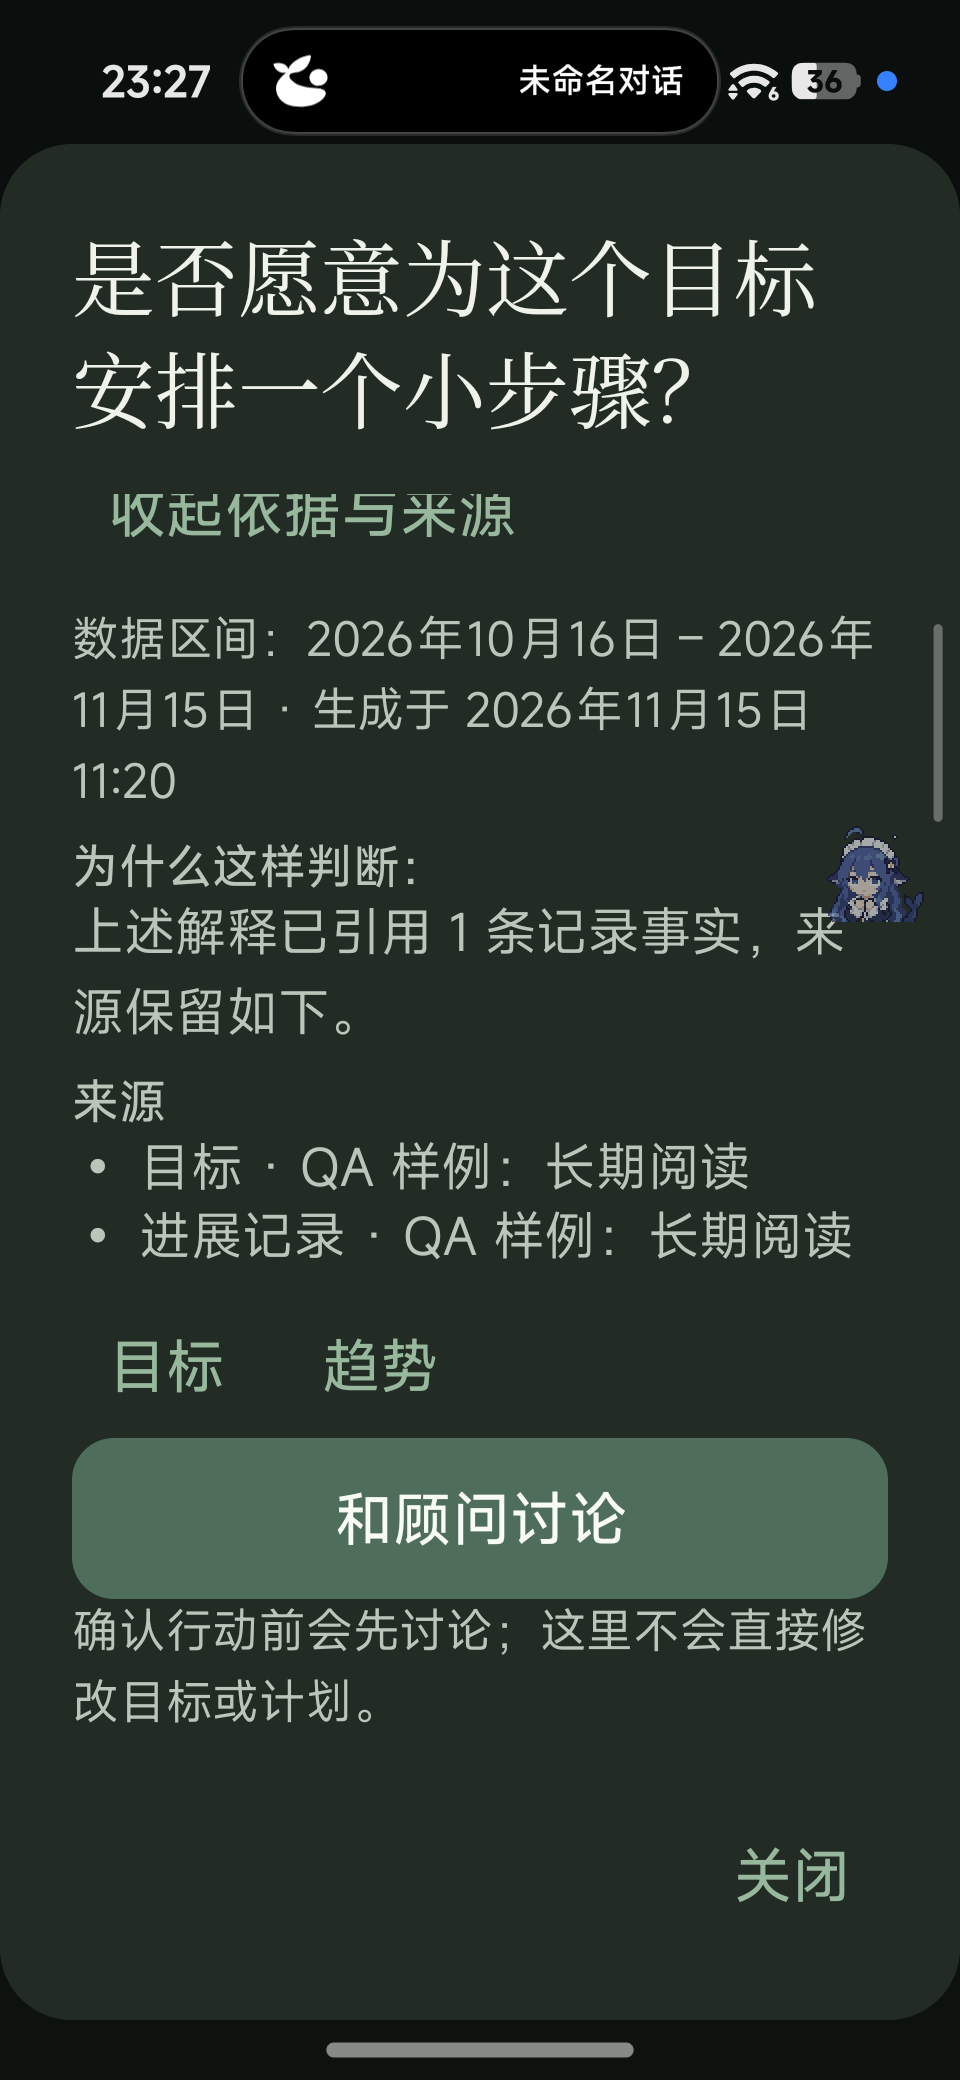 23:27
未命名对话
6
36
是否愿意为这个目标
安排一个小步骤?
收起依据与来源
数据区间：2026年10月16日 – 2026年
11月15日 · 生成于 2026年11月15日
11:20
为什么这样判断：
上述解释已引用 1 条记录事实，来
源保留如下。
来源
• 目标 · QA 样例：长期阅读
• 进展记录 · QA 样例：长期阅读
目标 趋势
和顾问讨论
确认行动前会先讨论；这里不会直接修
改目标或计划。
关闭